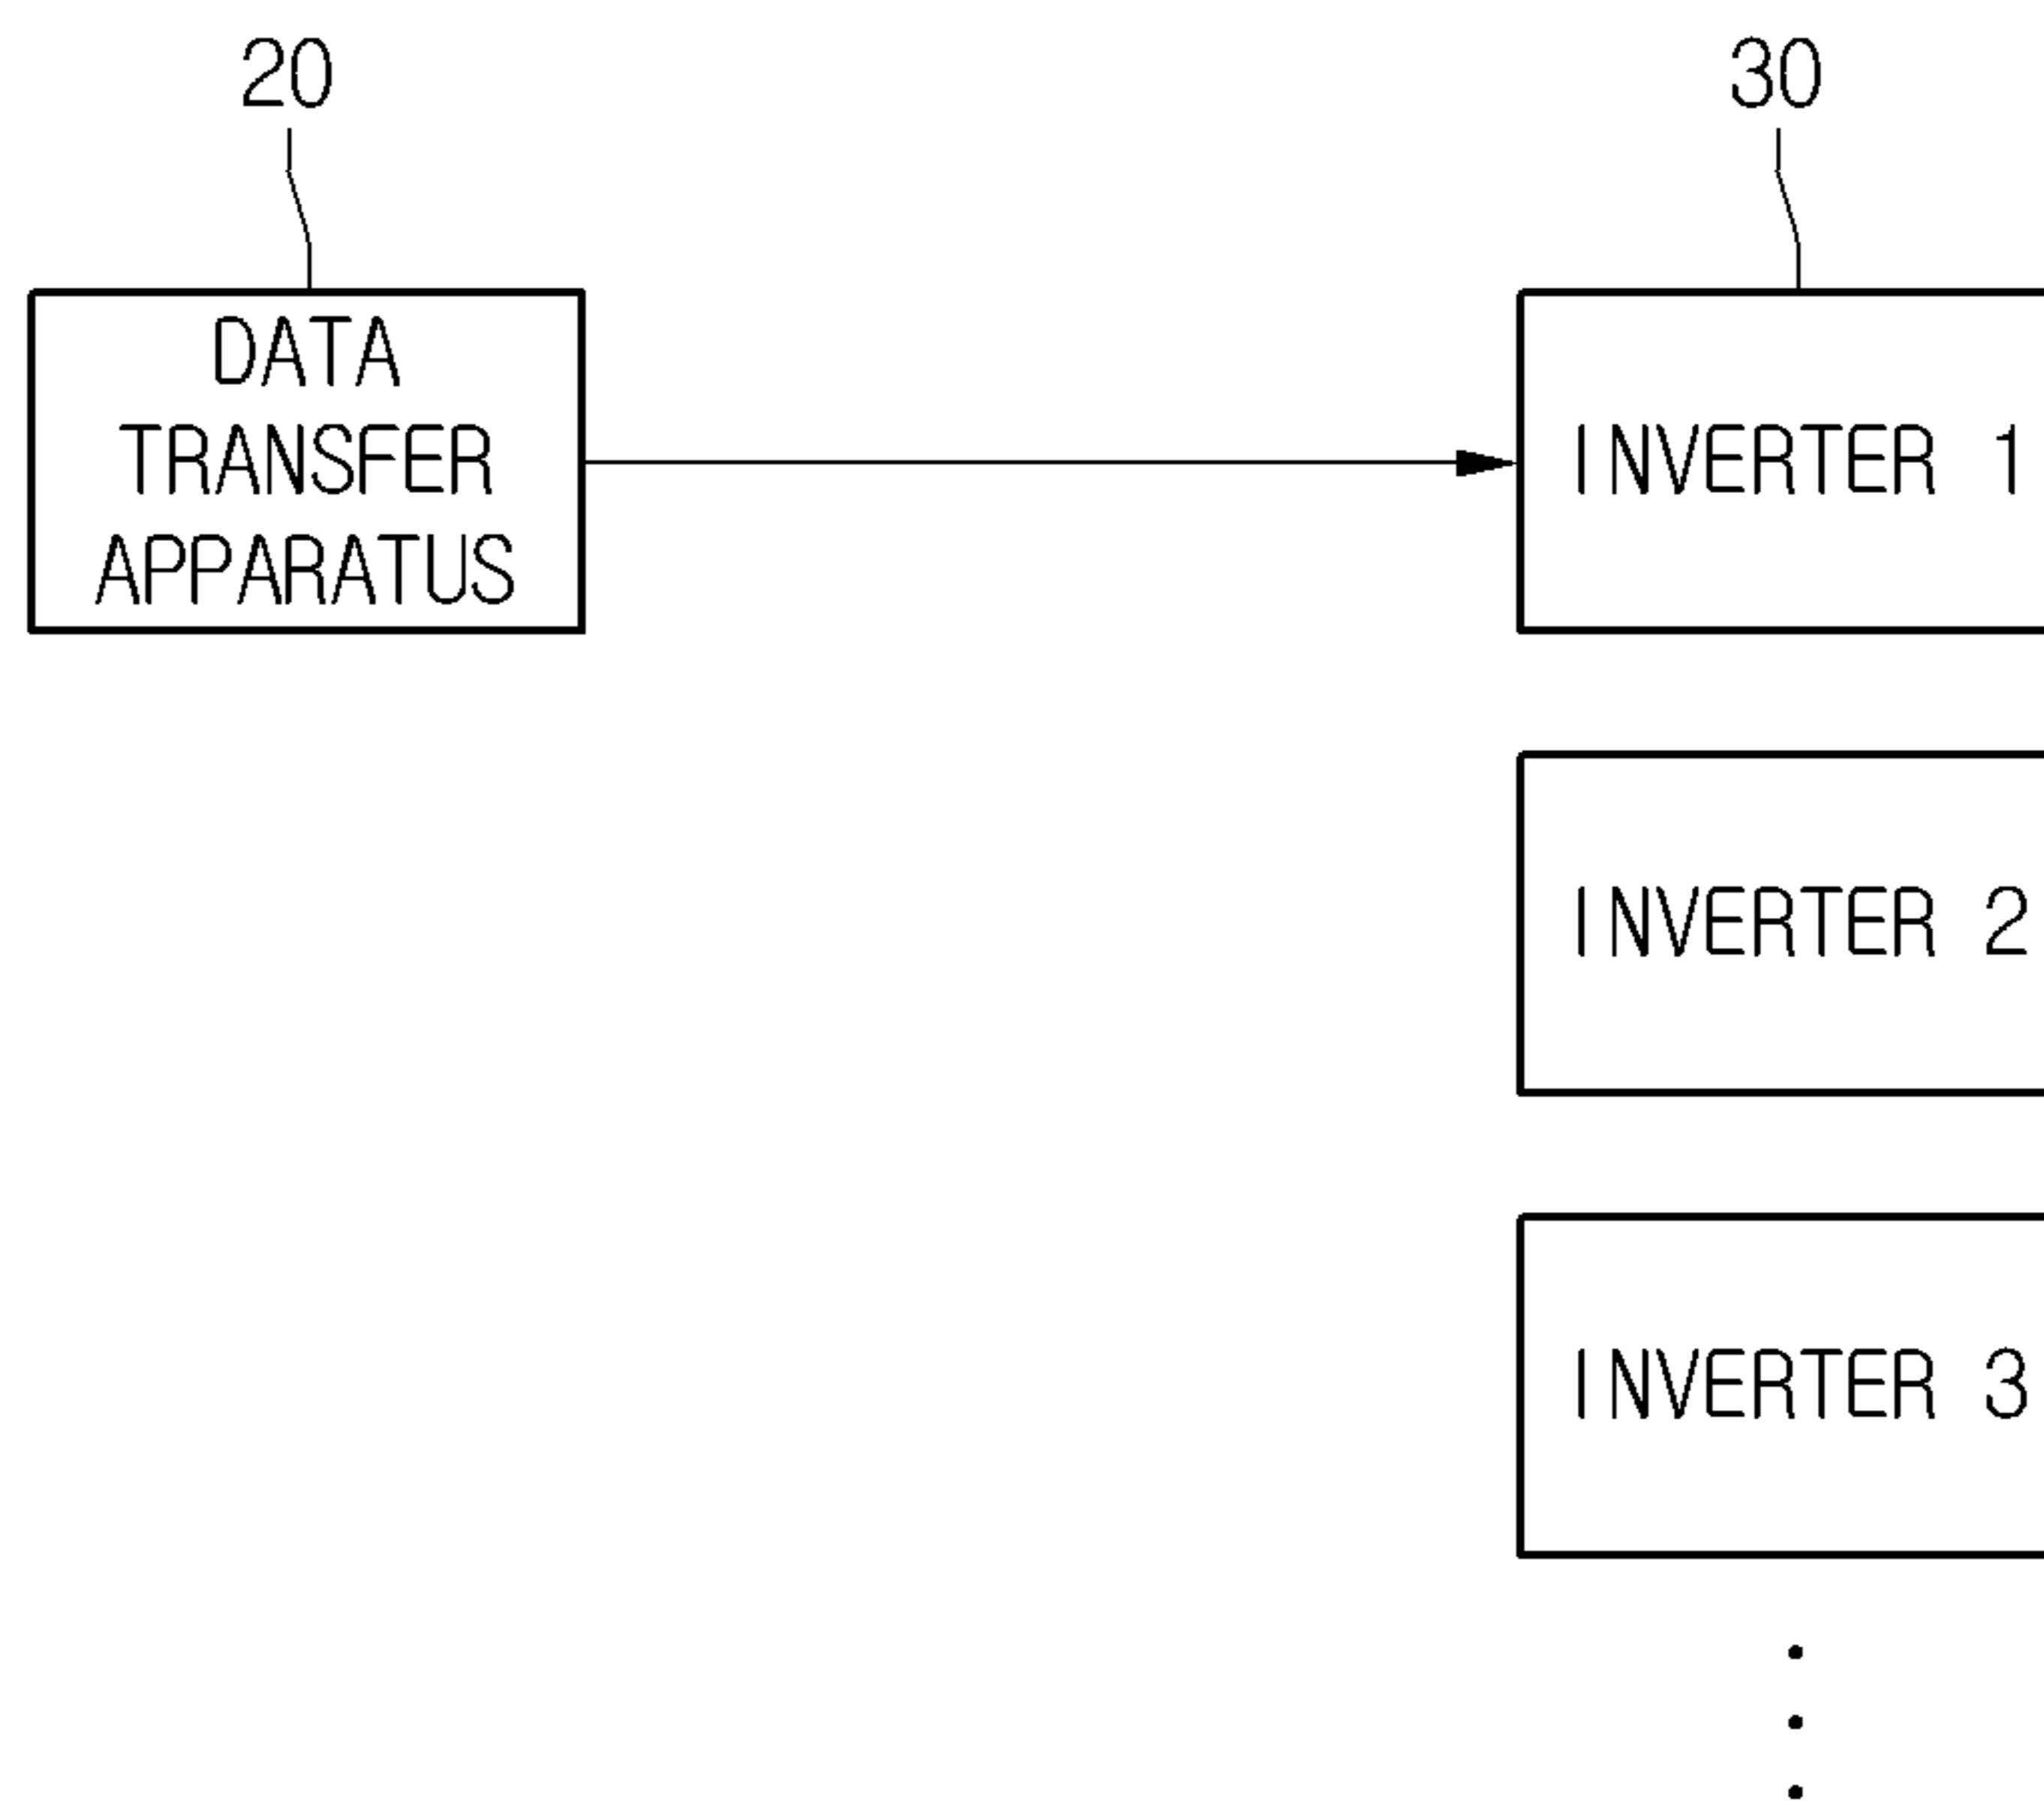 20
30
DATA
TRANSFER
APPARATUS
INVERTER 1
INVERTER 2
INVERTER 3